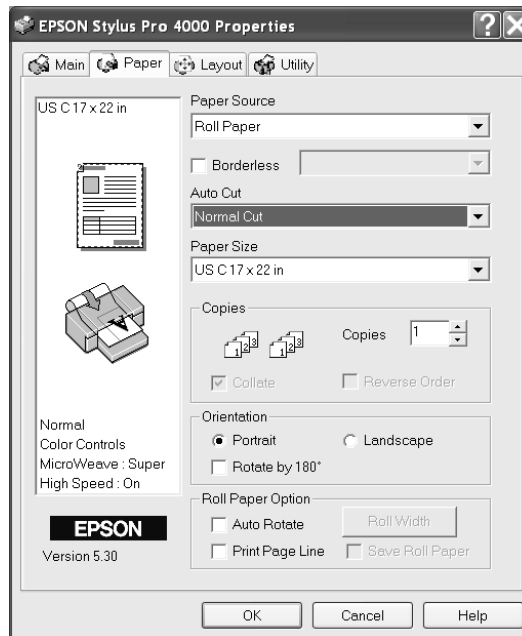 EPSON Stylus Pro 4000 Properties
Main Paper Layout Utility
US C 17 x 22 in
Paper Source
Roll Paper
Borderless
Auto Cut
Normal Cut
Paper Size
US C 17 x 22 in
Copies
Copies 1
Collate Reverse Order
Orientation
Portrait Landscape
Rotate by 180°
Roll Paper Option
Auto Rotate Roll Width
Print Page Line Save Roll Paper
Normal
Color Controls
MicroWeave : Super
High Speed : On
EPSON
Version 5.30
OK Cancel Help